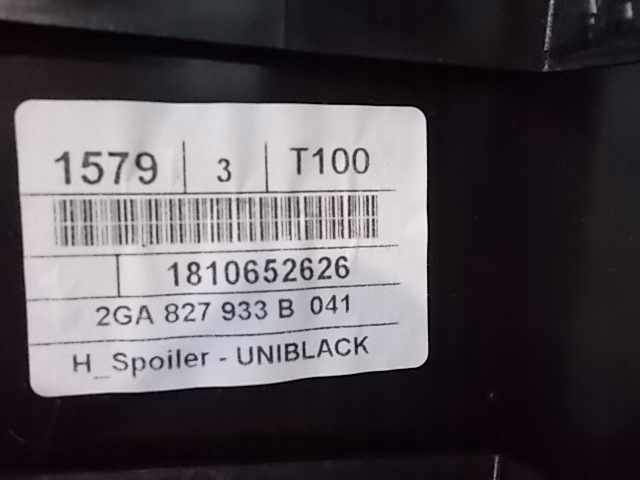 1579 3 T100
1810652626
2GA 827 933 B 041
H_Spoiler - UNIBLACK